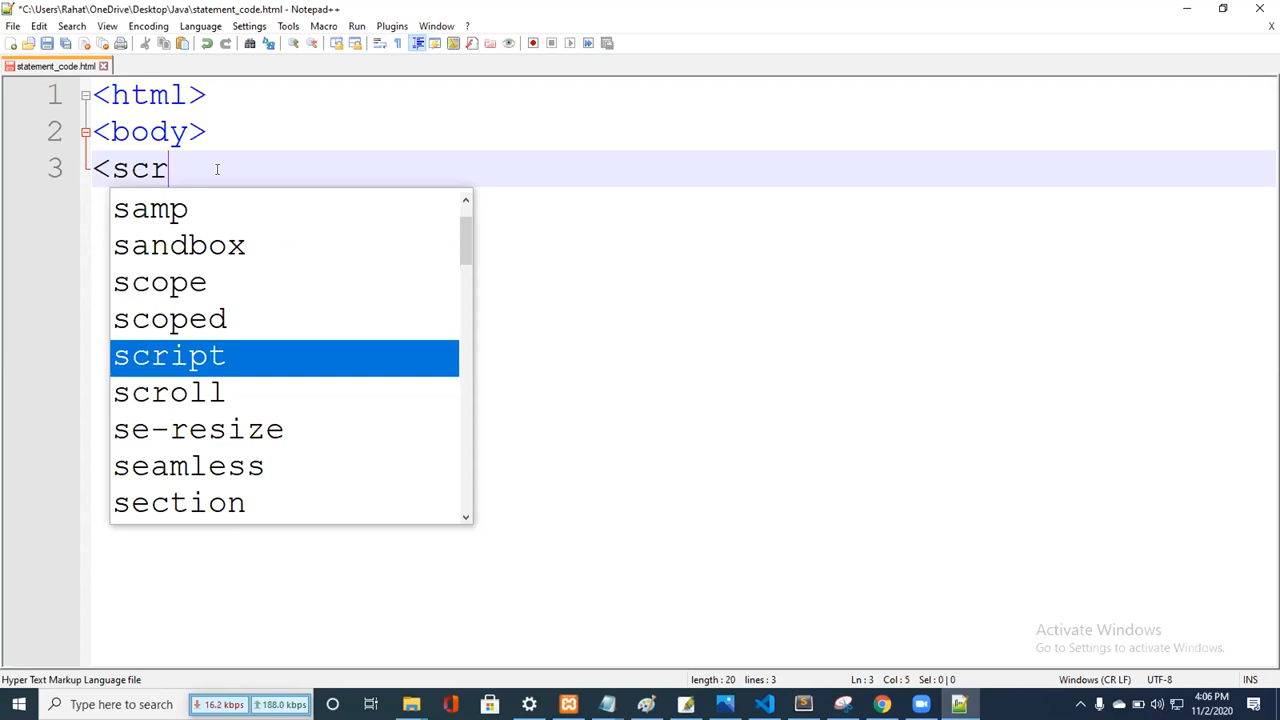 *C:\Users\Rahat\OneDrive\Desktop\Java\statement_code.html - Notepad++
File Edit Search View Encoding Language Settings Tools Macro Run Plugins Window ?
statement_code.html
1 <html>
2 <body>
3 <scr
samp
sandbox
scope
scoped
script
scroll
se-resize
seamless
section
Activate Windows
Go to Settings to activate Windows.
Hyper Text Markup Language file length : 20 lines : 3 Ln : 3 Col : 5 Sel : 0 | 0 Windows (CR LF) UTF-8 INS
Type here to search 16.2 kbps 188.0 kbps 4:06 PM
11/2/2020